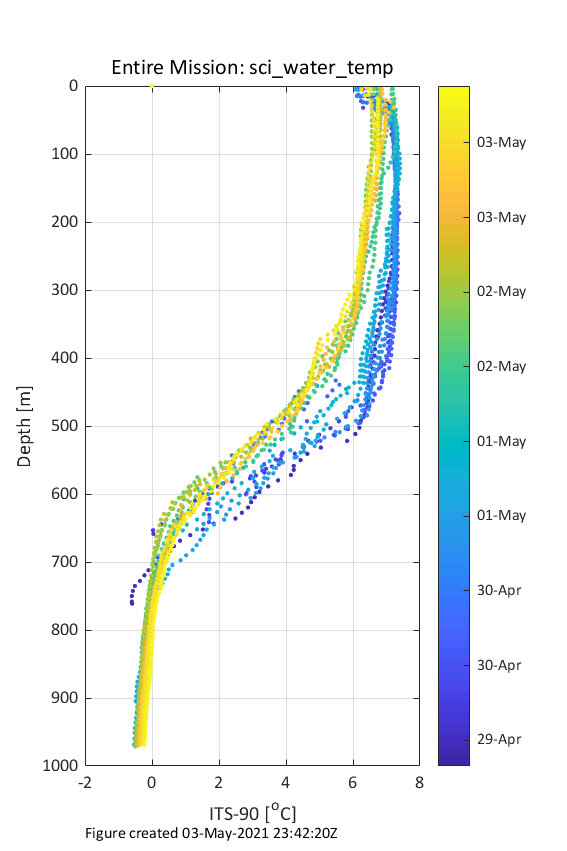 Entire Mission: sci_water_temp
0
100
200
300
400
500
600
700
800
900
1000
Depth [m]
-2
0
2
4
6
8
ITS-90 [°C]
03-May
03-May
02-May
02-May
01-May
01-May
30-Apr
30-Apr
29-Apr
Figure created 03-May-2021 23:42:20Z